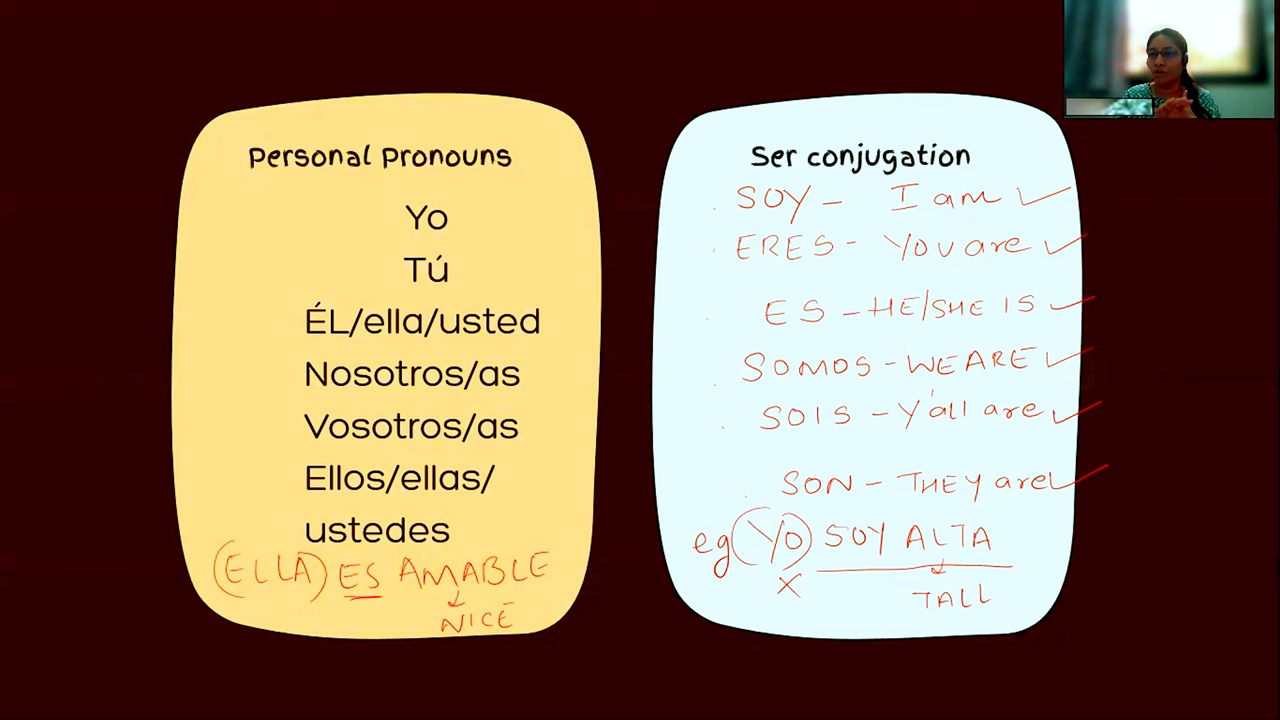 Personal Pronouns
Yo
Tú
ÉL/ella/usted
Nosotros/as
Vosotros/as
Ellos/ellas/
ustedes
(ELLA) ES AMABLE
NICE
Ser conjugation
SOY - I am
ERES - You are
ES - HE/SHE IS
SOMOS - WE ARE
SOIS - Y'all are
SON - THEY are
eg (YO) SOY ALTA
X TALL